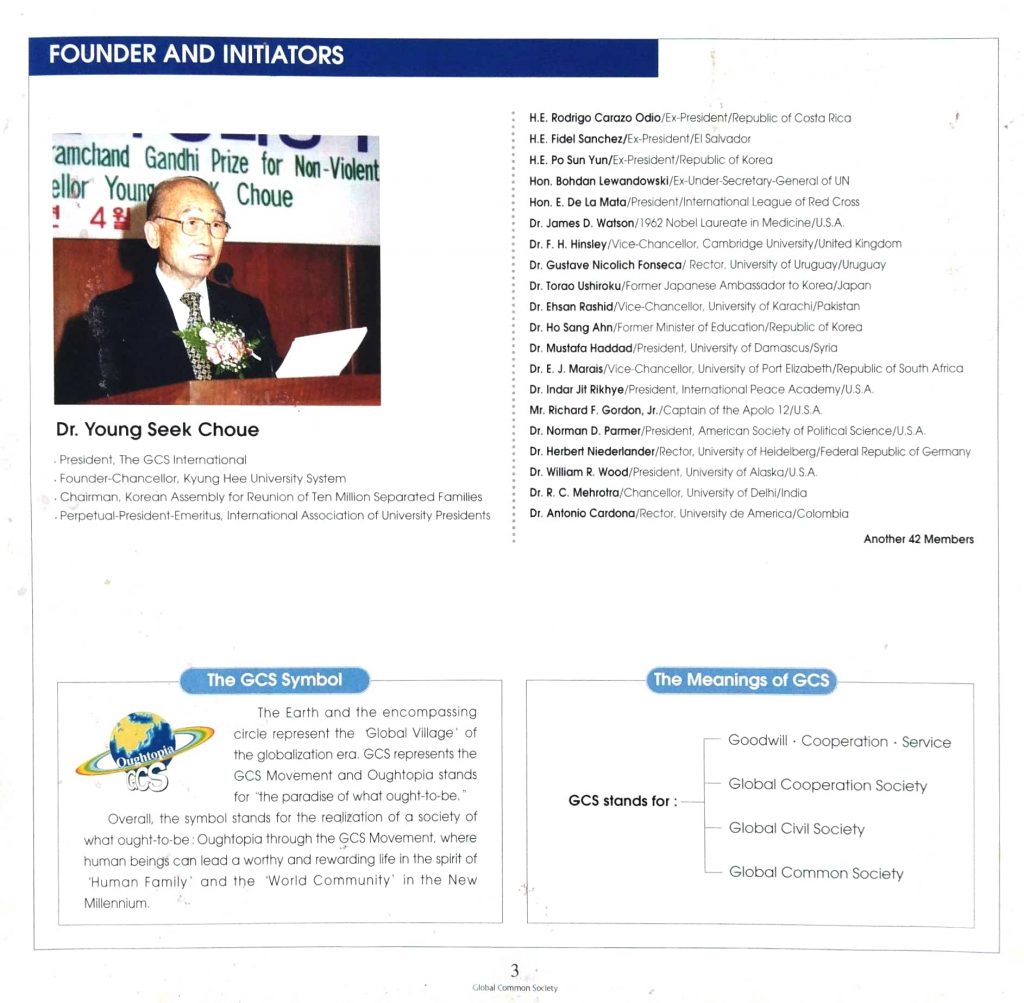 FOUNDER AND INITIATORS
amchand Gandhi Prize for Non-Violent
ellor Young Choue
4월
Dr. Young Seek Choue
. President, The GCS International
. Founder-Chancellor, Kyung Hee University System
. Chairman, Korean Assembly for Reunion of Ten Million Separated Families
. Perpetual-President-Emeritus, International Association of University Presidents
H.E. Rodrigo Carazo Odio/Ex-President/Republic of Costa Rica
H.E. Fidel Sanchez/Ex-President/El Salvador
H.E. Po Sun Yun/Ex-President/Republic of Korea
Hon. Bohdan Lewandowski/Ex-Under-Secretary-General of UN
Hon. E. De La Mata/President/International League of Red Cross
Dr. James D. Watson/1962 Nobel Laureate in Medicine/U.S.A.
Dr. F. H. Hinsley/Vice-Chancellor, Cambridge University/United Kingdom
Dr. Gustave Nicolich Fonseca/ Rector, University of Uruguay/Uruguay
Dr. Torao Ushiroku/Former Japanese Ambassador to Korea/Japan
Dr. Ehsan Rashid/Vice-Chancellor, University of Karachi/Pakistan
Dr. Ho Sang Ahn/Former Minister of Education/Republic of Korea
Dr. Mustafa Haddad/President, University of Damascus/Syria
Dr. E. J. Marais/Vice-Chancellor, University of Port Elizabeth/Republic of South Africa
Dr. Indar Jit Rikhye/President, International Peace Academy/U.S.A.
Mr. Richard F. Gordon, Jr./Captain of the Apolo 12/U.S.A.
Dr. Norman D. Parmer/President, American Society of Political Science/U.S.A.
Dr. Herbert Niederlander/Rector, University of Heidelberg/Federal Republic of Germany
Dr. William R. Wood/President, University of Alaska/U.S.A.
Dr. R. C. Mehrotra/Chancellor, University of Delhi/India
Dr. Antonio Cardona/Rector, University de America/Colombia
Another 42 Members
The GCS Symbol
Oughtopia
GCS
The Earth and the encompassing
circle represent the 'Global Village' of
the globalization era. GCS represents the
GCS Movement and Oughtopia stands
for "the paradise of what ought-to-be."
Overall, the symbol stands for the realization of a society of
what ought-to-be : Oughtopia through the GCS Movement, where
human beings can lead a worthy and rewarding life in the spirit of
'Human Family' and the 'World Community' in the New
Millennium.
The Meanings of GCS
GCS stands for :
Goodwill · Cooperation · Service
Global Cooperation Society
Global Civil Society
Global Common Society
3
Global Common Society